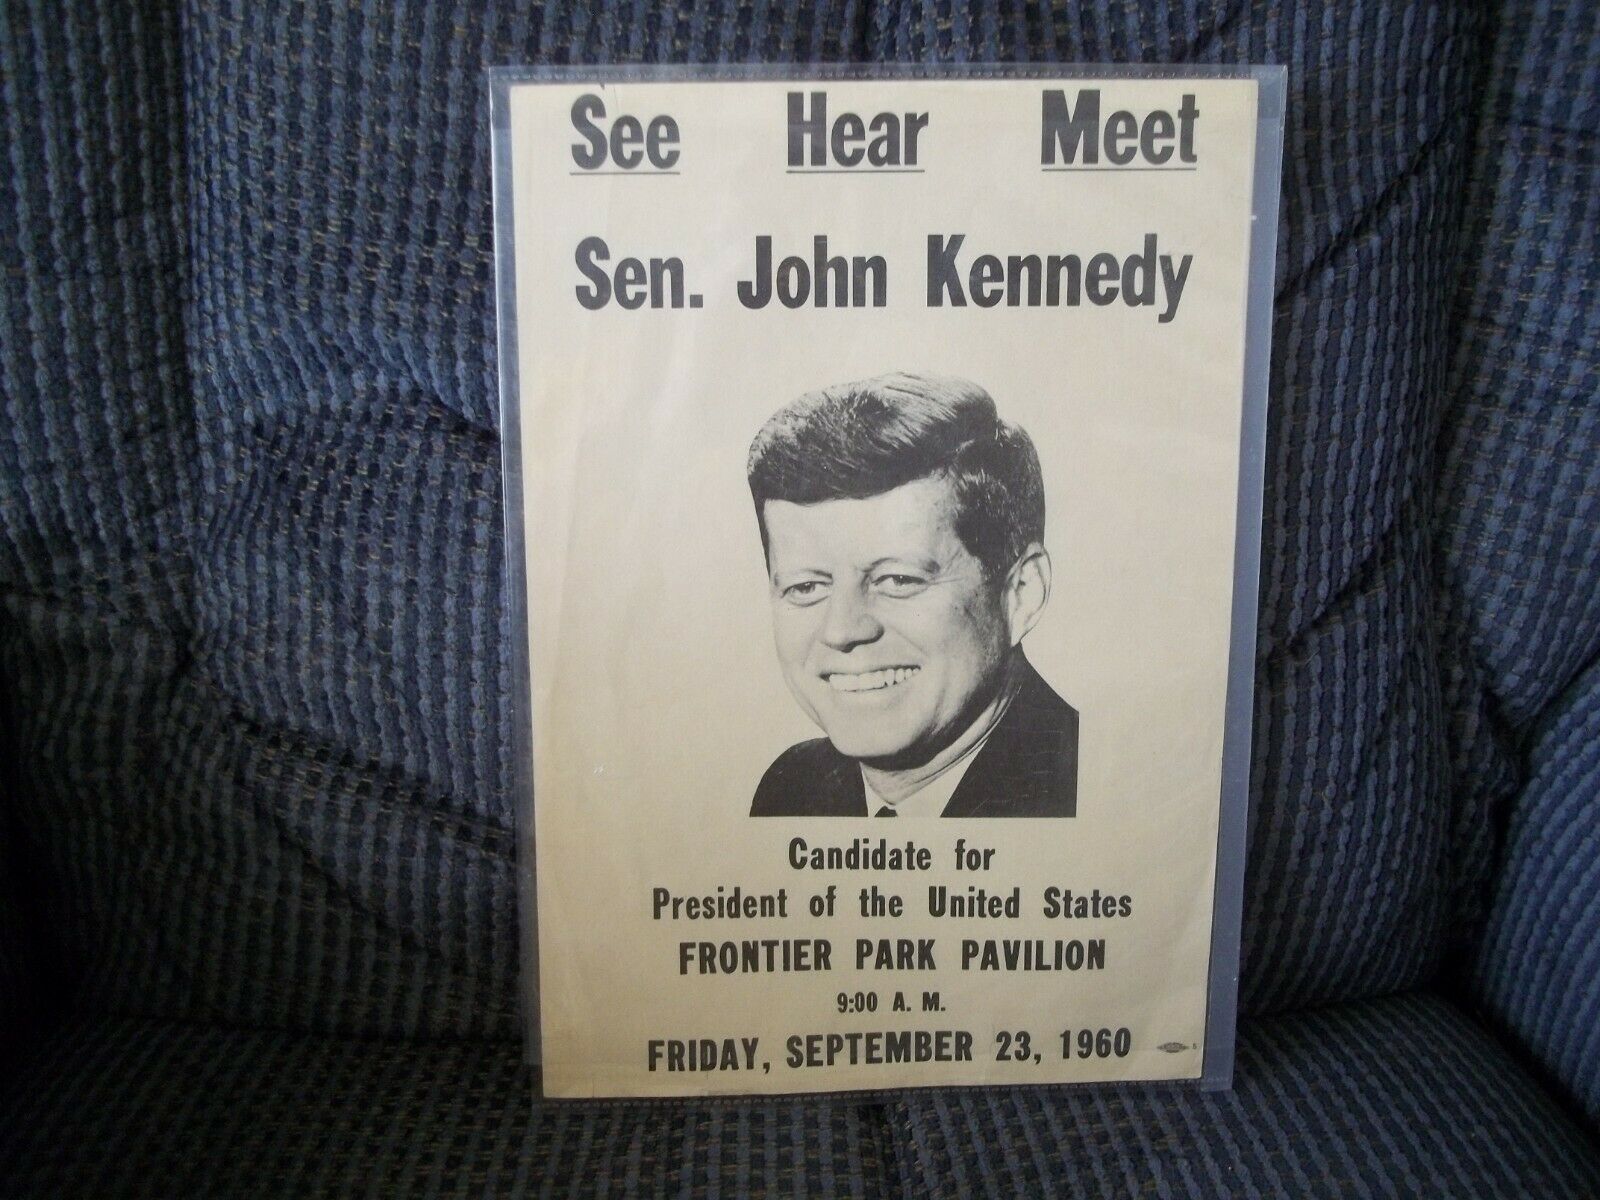 See Hear Meet
Sen. John Kennedy
Candidate for
President of the United States
FRONTIER PARK PAVILION
9:00 A. M.
FRIDAY, SEPTEMBER 23, 1960
5